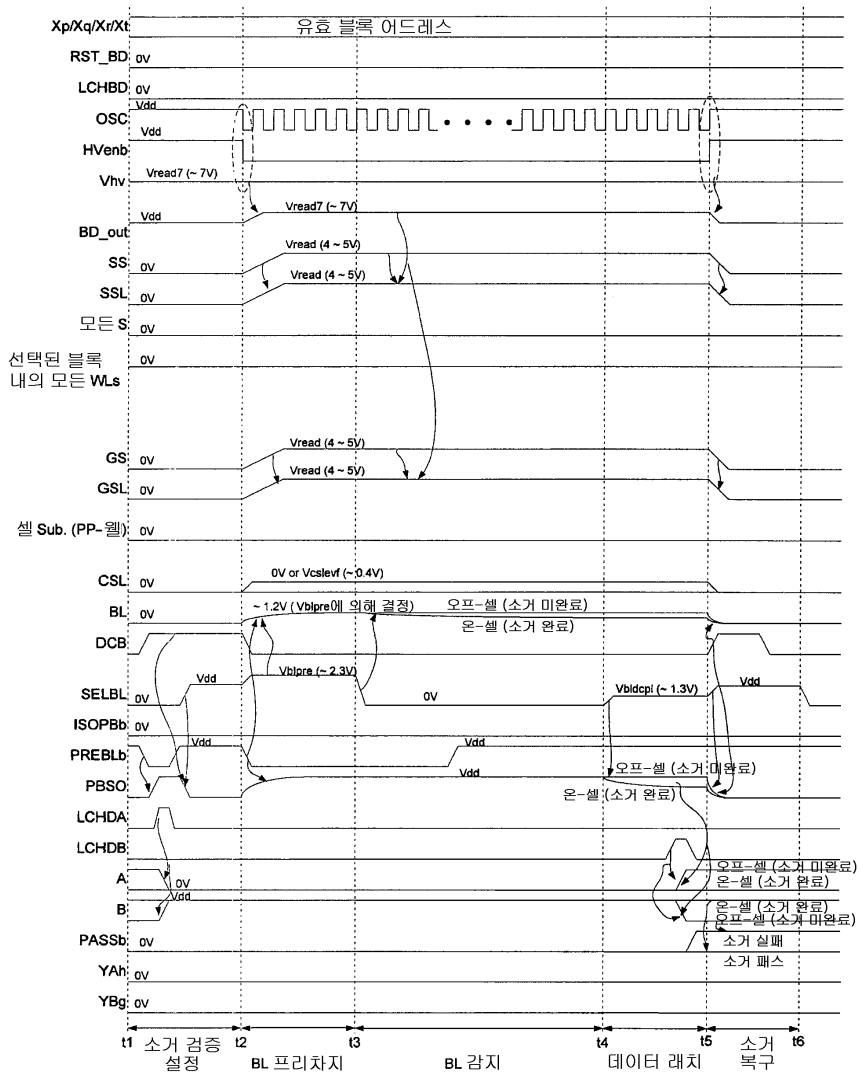 Xp/Xq/Xr/Xt 유효 블록 어드레스
RST_BD 0V
LCHBD
Vdd
OSC
Vdd
HVenb
Vread7 (~ 7V)
Vhv
Vread7 (~ 7V)
Vdd
BD_out
Vread (4 ~ 5V)
SS 0V
Vread (4 ~ 5V)
SSL 0V
모든 S 0V
선택된 블록 0V
내의 모든 WLs
Vread (4 ~ 5V)
GS 0V
Vread (4 ~ 5V)
GSL 0V
셀 Sub. (PP-웰) 0V
0V or Vcslevf (~ 0.4V)
CSL 0V
BL 0V ~ 1.2V ( Vblpre에 의해 결정) 오프-셀 (소거 미완료)
온-셀 (소거 완료)
DCB
Vdd Vblpre (~ 2.3V) Vbldcpl (~ 1.3V) Vdd
SELBL 0V 0V
ISOPBb 0V
Vdd Vdd
PREBLb
Vdd 오프-셀 (소거 미완료)
PBSO 온-셀 (소거 완료)
LCHDA
LCHDB
오프-셀 (소거 미완료)
A 0V 온-셀 (소거 완료)
Vdd
B 온-셀 (소거 완료)
오프-셀 (소거 미완료)
PASSb 0V 소거 실패
소거 패스
YAh 0V
YBg 0V
t1 소거 검증 t2 t3 t4 t5 소거 t6
설정 BL 프리차지 BL 감지 데이터 래치 복구